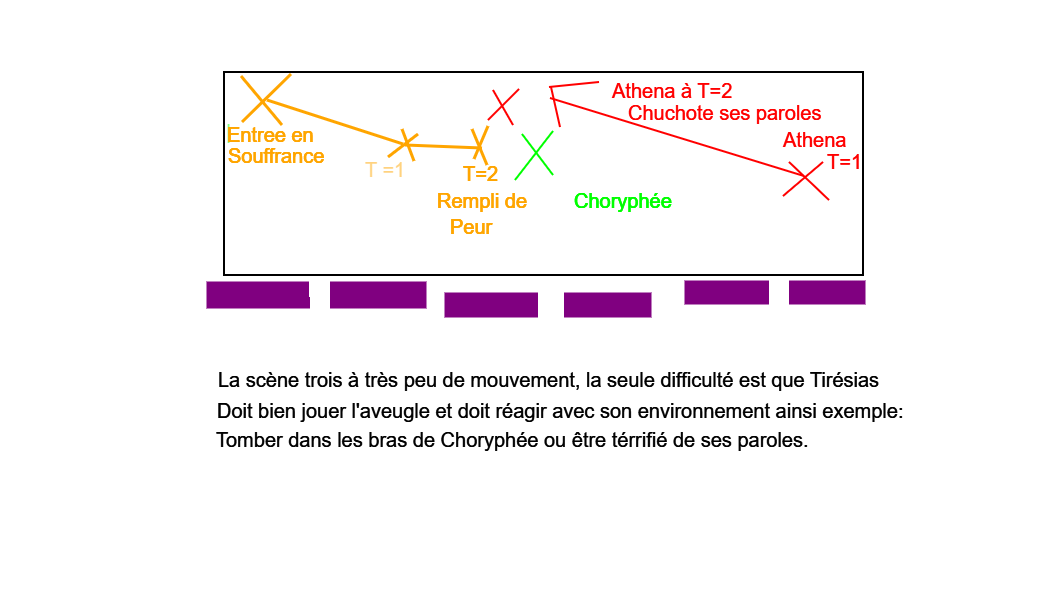 Athena à T=2
Chuchote ses paroles
Athena
T=1
Entree en
Souffrance
T =1
T=2
Rempli de
Peur
Choryphée
La scène trois à très peu de mouvement, la seule difficulté est que Tirésias
Doit bien jouer l'aveugle et doit réagir avec son environnement ainsi exemple:
Tomber dans les bras de Choryphée ou être térrifié de ses paroles.